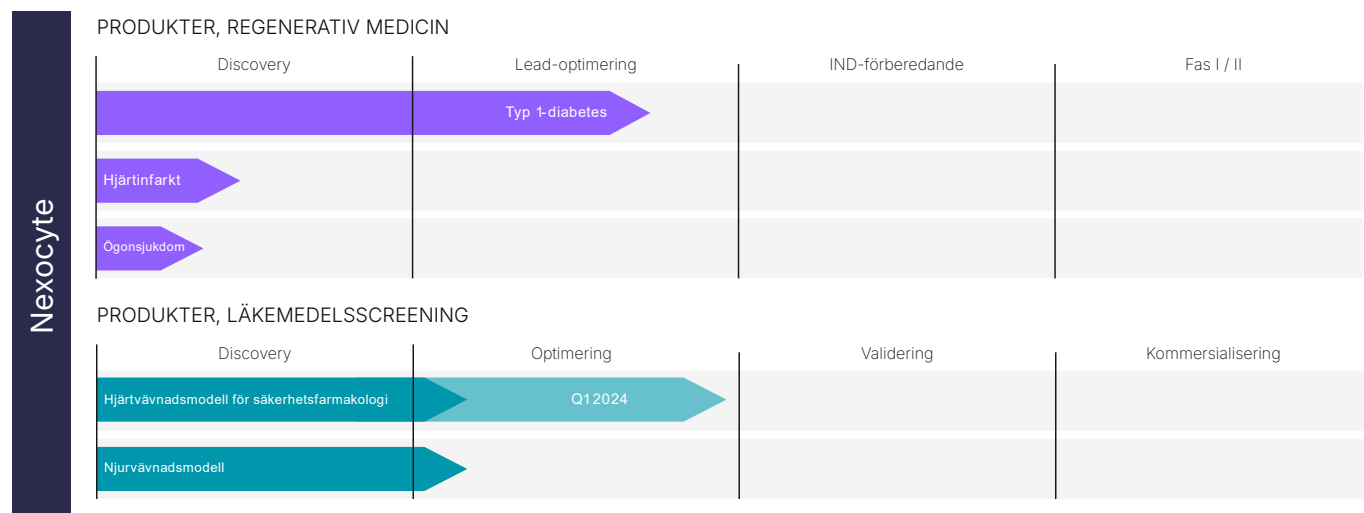 Nexocyte
PRODUKTER, REGENERATIV MEDICIN
Discovery
Lead-optimering
IND-förberedande
Fas I / II
Typ 1-diabetes
Hjärtinfarkt
Ögonsjukdom
PRODUKTER, LÄKEMEDELSSCREENING
Discovery
Optimering
Validering
Kommersialisering
Hjärtvävnadsmodell för säkerhetsfarmakologi
Q1 2024
Njurvävnadsmodell